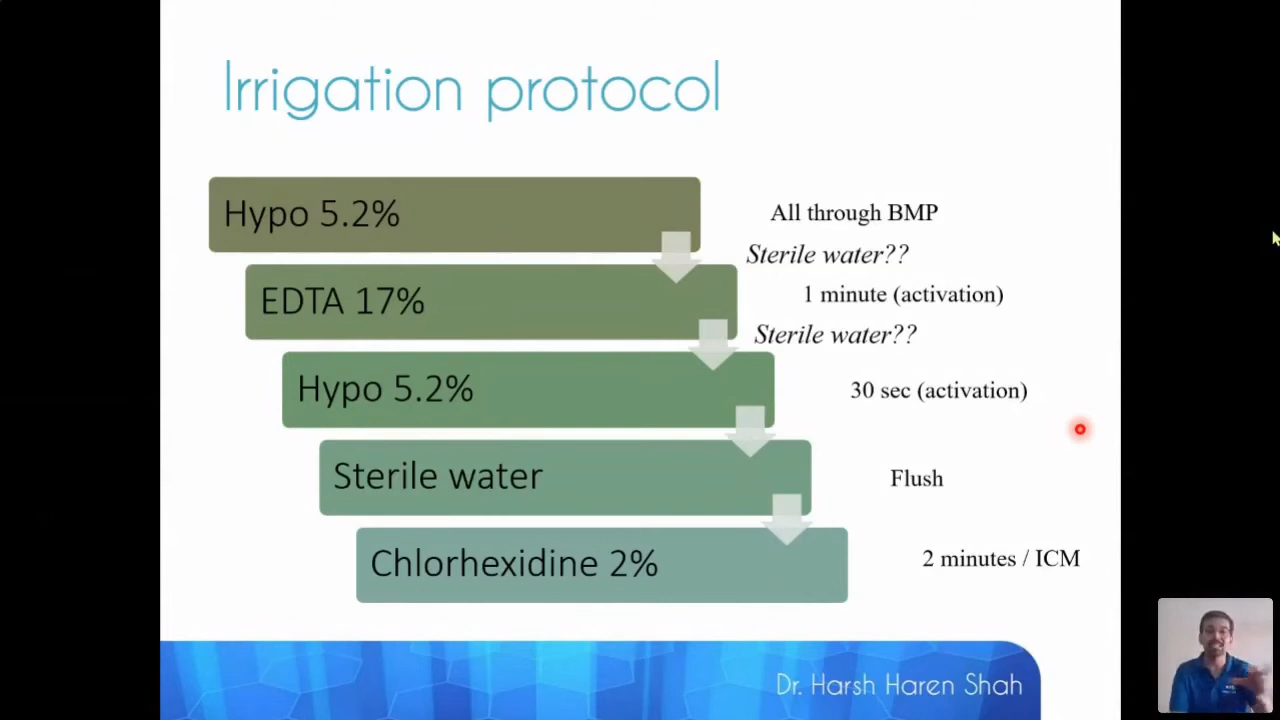 Irrigation protocol
Hypo 5.2%
All through BMP
Sterile water??
EDTA 17%
1 minute (activation)
Sterile water??
Hypo 5.2%
30 sec (activation)
Sterile water
Flush
Chlorhexidine 2%
2 minutes / ICM
Dr. Harsh Haren Shah